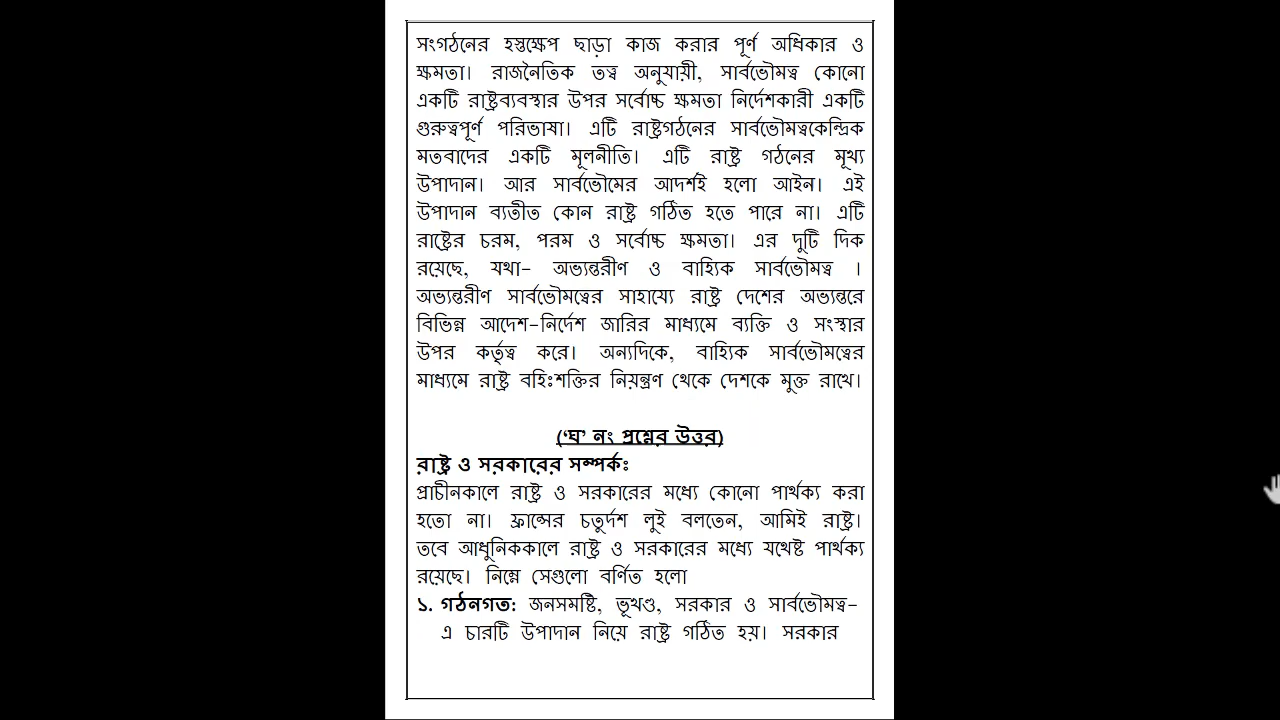 সংগঠনের হস্তক্ষেপ ছাড়া কাজ করার পূর্ণ অধিকার ও
ক্ষমতা। রাজনৈতিক তত্ব অনুযায়ী, সার্বভৌমত্ব কোনো
একটি রাষ্ট্রব্যবস্থার উপর সর্বোচ্চ ক্ষমতা নির্দেশকারী একটি
গুরুত্বপূর্ণ পরিভাষা। এটি রাষ্ট্রগঠনের সার্বভৌমত্বকেন্দ্রিক
মতবাদের একটি মূলনীতি। এটি রাষ্ট্র গঠনের মূখ্য
উপাদান। আর সার্বভৌমের আদর্শই হলো আইন। এই
উপাদান ব্যতীত কোন রাষ্ট্র গঠিত হতে পারে না। এটি
রাষ্ট্রের চরম, পরম ও সর্বোচ্চ ক্ষমতা। এর দুটি দিক
রয়েছে, যথা- অভ্যন্তরীণ ও বাহ্যিক সার্বভৌমত্ব ।
অভ্যন্তরীণ সার্বভৌমত্বের সাহায্যে রাষ্ট্র দেশের অভ্যন্তরে
বিভিন্ন আদেশ-নির্দেশ জারির মাধ্যমে ব্যক্তি ও সংস্থার
উপর কর্তৃত্ব করে। অন্যদিকে, বাহ্যিক সার্বভৌমত্বের
মাধ্যমে রাষ্ট্র বহিঃশক্তির নিয়ন্ত্রণ থেকে দেশকে মুক্ত রাখে।
(‘ঘ’ নং প্রশ্নের উত্তর)
রাষ্ট্র ও সরকারের সম্পর্কঃ
প্রাচীনকালে রাষ্ট্র ও সরকারের মধ্যে কোনো পার্থক্য করা
হতো না। ফ্রান্সের চতুর্দশ লুই বলতেন, আমিই রাষ্ট্র।
তবে আধুনিককালে রাষ্ট্র ও সরকারের মধ্যে যথেষ্ট পার্থক্য
রয়েছে। নিম্নে সেগুলো বর্ণিত হলো
১. গঠনগত: জনসমষ্টি, ভূখণ্ড, সরকার ও সার্বভৌমত্ব-
এ চারটি উপাদান নিয়ে রাষ্ট্র গঠিত হয়। সরকার